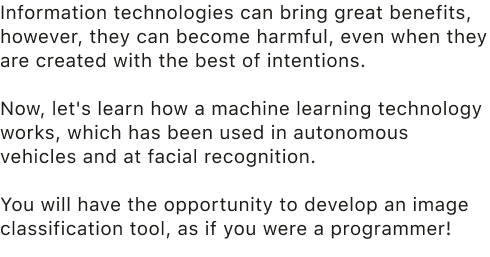 Information technologies can bring great benefits,
however, they can become harmful, even when they
are created with the best of intentions.
Now, let's learn how a machine learning technology
works, which has been used in autonomous
vehicles and at facial recognition.
You will have the opportunity to develop an image
classification tool, as if you were a programmer!